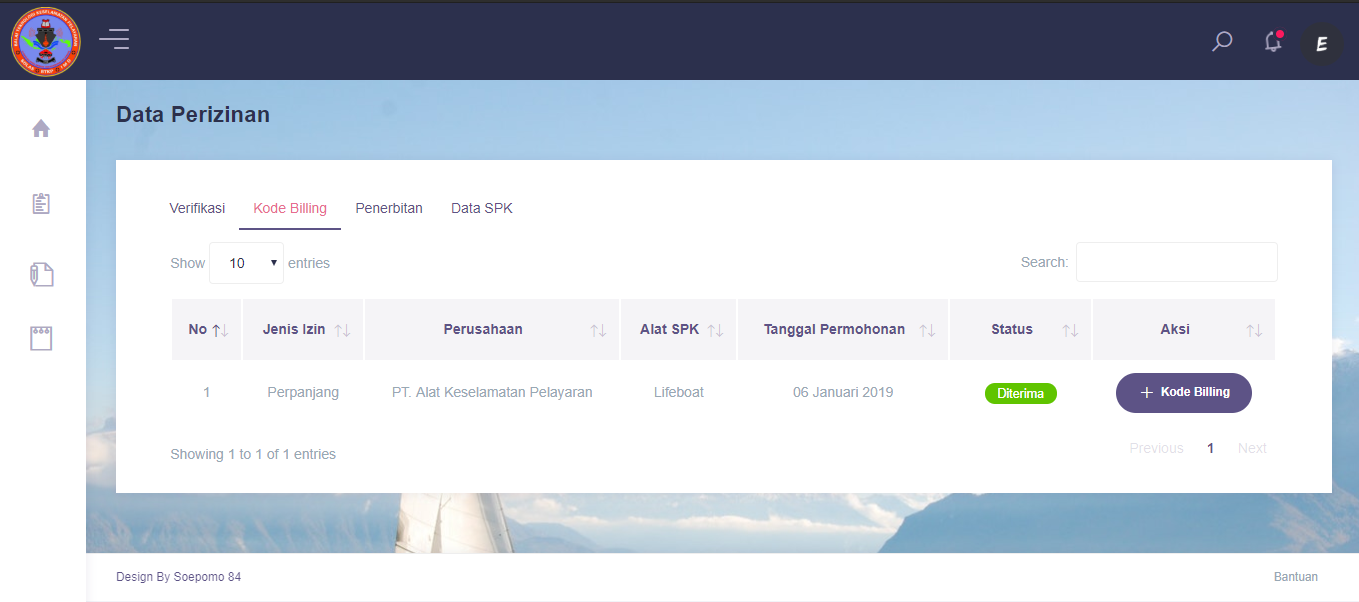 E
Data Perizinan
Verifikasi Kode Billing Penerbitan Data SPK
Show 10 entries Search:
No Jenis Izin Perusahaan Alat SPK Tanggal Permohonan Status Aksi
1 Perpanjang PT. Alat Keselamatan Pelayaran Lifeboat 06 Januari 2019 Diterima + Kode Billing
Showing 1 to 1 of 1 entries Previous 1 Next
Design By Soepomo 84 Bantuan